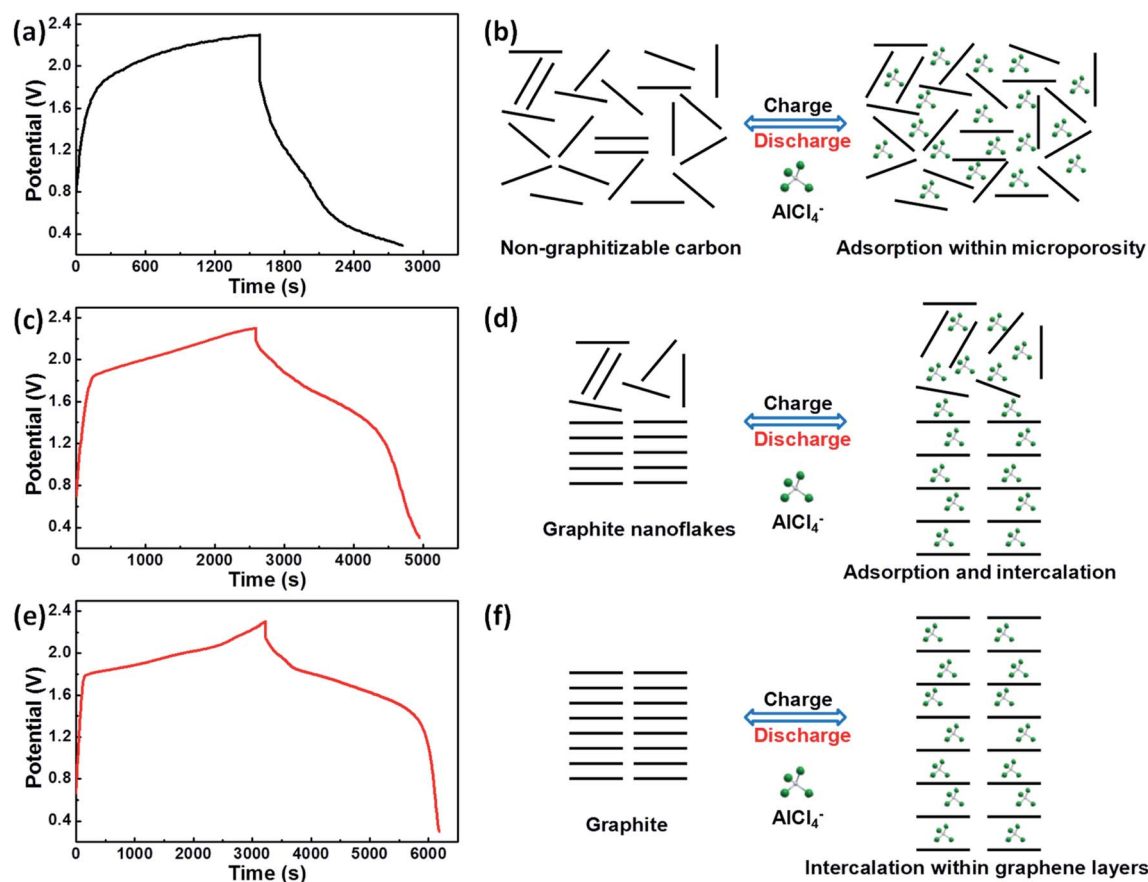 (a)
Potential (V)
2.4
2.0
1.6
1.2
0.8
0.4
0
600
1200
1800
2400
3000
Time (s)
(b)
Charge
Discharge
AlCl₄⁻
Non-graphitizable carbon
Adsorption within microporosity
(c)
Potential (V)
2.4
2.0
1.6
1.2
0.8
0.4
0
1000
2000
3000
4000
5000
Time (s)
(d)
Charge
Discharge
AlCl₄⁻
Graphite nanoflakes
Adsorption and intercalation
(e)
Potential (V)
2.4
2.0
1.6
1.2
0.8
0.4
0
1000
2000
3000
4000
5000
6000
Time (s)
(f)
Charge
Discharge
AlCl₄⁻
Graphite
Intercalation within graphene layers